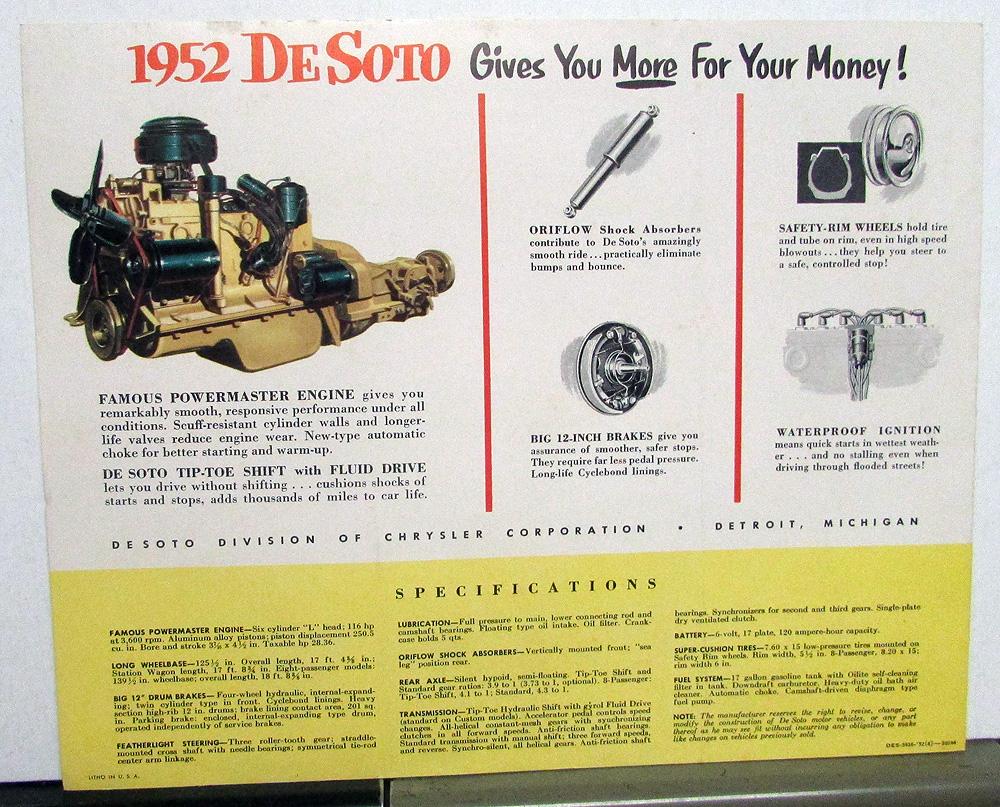 1952 DE SOTO Gives You More For Your Money!
FAMOUS POWERMASTER ENGINE gives you
remarkably smooth, responsive performance under all
conditions. Scuff-resistant cylinder walls and longer-
life valves reduce engine wear. New-type automatic
choke for better starting and warm-up.
DE SOTO TIP-TOE SHIFT with FLUID DRIVE
lets you drive without shifting . . . cushions shocks of
starts and stops, adds thousands of miles to car life.
ORIFLOW Shock Absorbers
contribute to De Soto's amazingly
smooth ride . . . practically eliminate
bumps and bounce.
BIG 12-INCH BRAKES give you
assurance of smoother, safer stops.
They require far less pedal pressure.
Long-life Cyclebond linings.
SAFETY-RIM WHEELS hold tire
and tube on rim, even in high speed
blowouts . . . they help you steer to
a safe, controlled stop!
WATERPROOF IGNITION
means quick starts in wettest weath-
er . . . and no stalling even when
driving through flooded streets!
DESOTO DIVISION OF CHRYSLER CORPORATION • DETROIT, MICHIGAN
SPECIFICATIONS
FAMOUS POWERMASTER ENGINE—Six cylinder "L" head; 116 hp
at 3,600 rpm. Aluminum alloy pistons; piston displacement 250.5
cu. in. Bore and stroke 3 7/16 x 4 1/2 in. Taxable hp 28.36.
LONG WHEELBASE—125 1/2 in. Overall length, 17 ft. 4 3/8 in.;
Station Wagon length, 17 ft. 8 3/4 in. Eight-passenger models:
139 1/2 in. wheelbase; overall length, 18 ft. 8 3/4 in.
BIG 12" DRUM BRAKES—Four-wheel hydraulic, internal-expand-
ing; twin cylinder type in front. Cyclebond linings. Heavy
section high-rib 12 in. drums; brake lining contact area, 201 sq.
in. Parking brake: enclosed, internal-expanding type drum,
operated independently of service brakes.
FEATHERLIGHT STEERING—Three roller-tooth gear; straddle-
mounted cross shaft with needle bearings; symmetrical tie-rod
center arm linkage.
LUBRICATION—Full pressure to main, lower connecting rod and
camshaft bearings. Floating type oil intake. Oil filter. Crank-
case holds 5 qts.
ORIFLOW SHOCK ABSORBERS—Vertically mounted front; "sea
leg" position rear.
REAR AXLE—Silent hypoid, semi-floating. Tip-Toe Shift and
Standard gear ratios: 3.9 to 1 (3.73 to 1, optional). 8-Passenger:
Tip-Toe Shift, 4.1 to 1; Standard, 4.3 to 1.
TRANSMISSION—Tip-Toe Hydraulic Shift with gýrol Fluid Drive
(standard on Custom models). Accelerator pedal controls speed
changes. All-helical constant-mesh gears with synchronizing
clutches in all forward speeds. Anti-friction shaft bearings.
Standard transmission with manual shift; three forward speeds,
and reverse. Synchro-silent, all helical gears. Anti-friction shaft
bearings. Synchronizers for second and third gears. Single-plate
dry ventilated clutch.
BATTERY—6-volt, 17 plate, 120 ampere-hour capacity.
SUPER-CUSHION TIRES—7.60 x 15 low-pressure tires mounted on
Safety Rim wheels. Rim width, 5 1/2 in. 8-Passenger, 8.20 x 15;
rim width 6 in.
FUEL SYSTEM—17 gallon gasoline tank with Oilite self-cleaning
filter in tank. Downdraft carburetor. Heavy-duty oil bath air
cleaner. Automatic choke. Camshaft-driven diaphragm type
fuel pump.
NOTE: The manufacturer reserves the right to revise, change, or
modify the construction of De Soto motor vehicles, or any part
thereof as he may see fit without incurring any obligation to make
like changes on vehicles previously sold.
LITHO IN U. S. A.